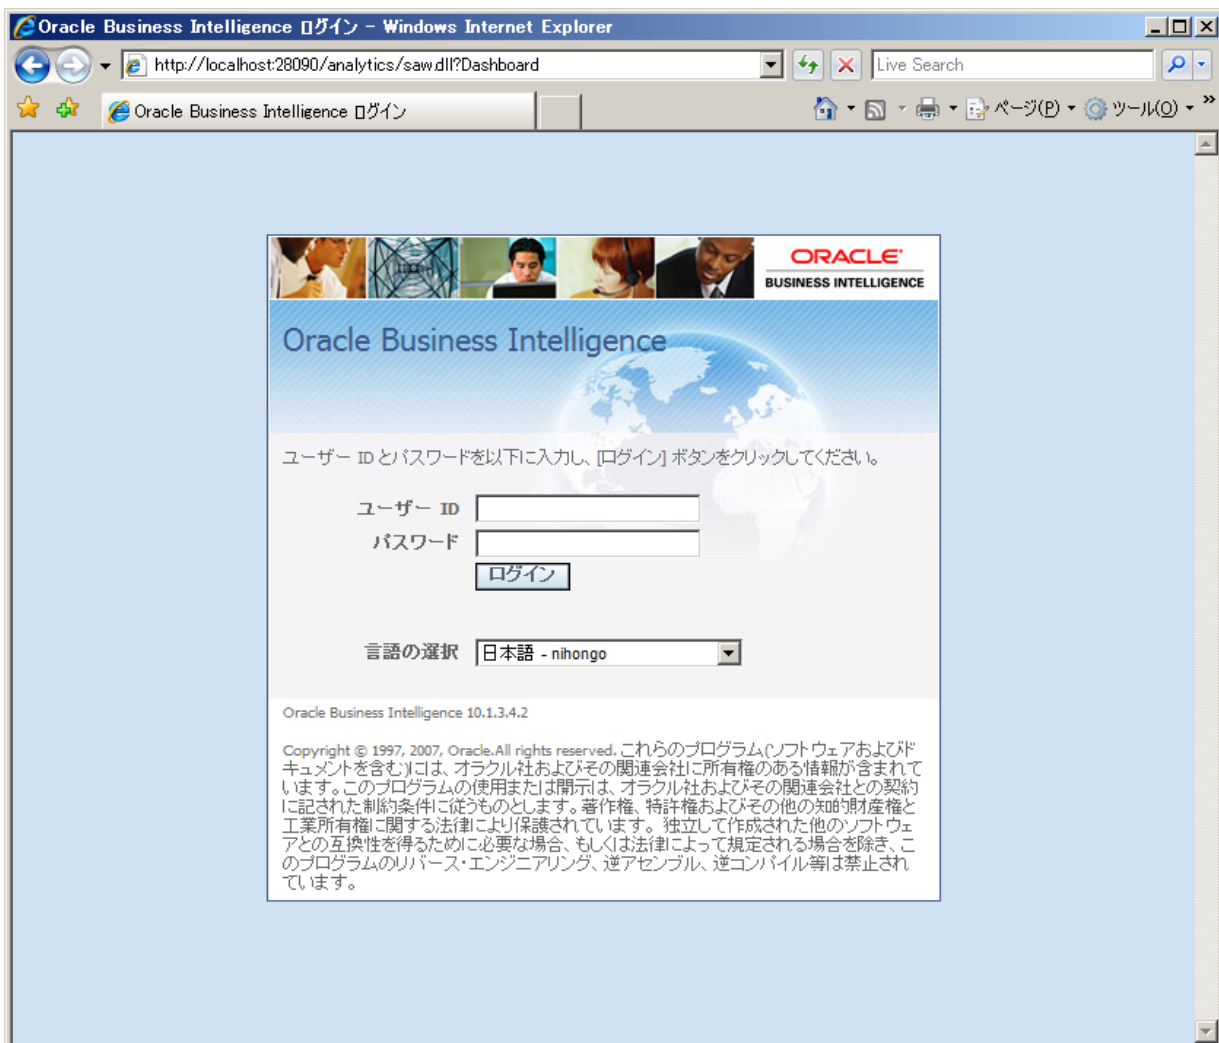 Oracle Business Intelligence ログイン - Windows Internet Explorer
http://localhost:28090/analytics/saw.dll?Dashboard
Live Search
Oracle Business Intelligence ログイン
ページ(P)
ツール(O)
»
ORACLE
BUSINESS INTELLIGENCE
Oracle Business Intelligence
ユーザー ID とパスワードを以下に入力し、[ログイン] ボタンをクリックしてください。
ユーザー ID
パスワード
ログイン
言語の選択
日本語 - nihongo
Oracle Business Intelligence 10.1.3.4.2
Copyright © 1997, 2007, Oracle.All rights reserved. これらのプログラム(ソフトウェアおよびド
キュメントを含む)には、オラクル社およびその関連会社に所有権のある情報が含まれて
います。このプログラムの使用または開示は、オラクル社およびその関連会社との契約
に記された制約条件に従うものとします。著作権、特許権およびその他の知的財産権と
工業所有権に関する法律により保護されています。独立して作成された他のソフトウェ
アとの互換性を得るために必要な場合、もしくは法律によって規定される場合を除き、こ
のプログラムのリバース・エンジニアリング、逆アセンブル、逆コンパイル等は禁止され
ています。